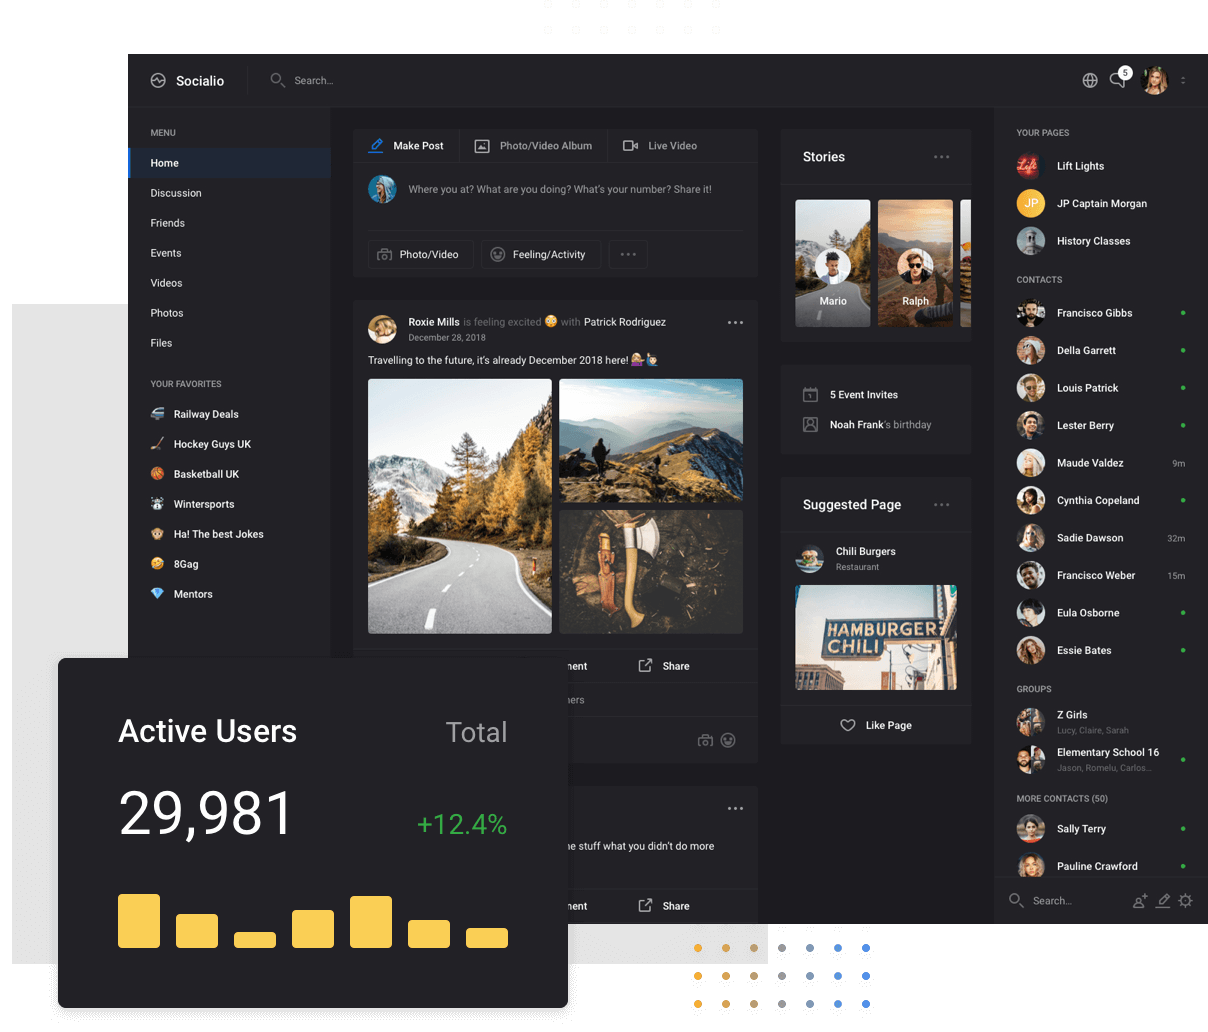 Socialio
Search...
5
MENU
Home
Discussion
Friends
Events
Videos
Photos
Files
YOUR FAVORITES
Railway Deals
Hockey Guys UK
Basketball UK
Wintersports
Ha! The best Jokes
8Gag
Mentors
Make Post
Photo/Video Album
Live Video
Where you at? What are you doing? What's your number? Share it!
Photo/Video
Feeling/Activity
Roxie Mills is feeling excited 😳 with Patrick Rodriguez
December 28, 2018
Travelling to the future, it's already December 2018 here! 💁‍♀️🙋‍♂️
nent
Share
ners
ne stuff what you didn't do more
nent
Share
Stories
Mario
Ralph
1
5 Event Invites
Noah Frank's birthday
Suggested Page
Chili Burgers
Restaurant
HAMBURGER
CHILI
Like Page
YOUR PAGES
Lift
Lift Lights
JP
JP Captain Morgan
History Classes
CONTACTS
Francisco Gibbs
Della Garrett
Louis Patrick
Lester Berry
Maude Valdez 9m
Cynthia Copeland
Sadie Dawson 32m
Francisco Weber 15m
Eula Osborne
Essie Bates
GROUPS
Z Girls
Lucy, Claire, Sarah
Elementary School 16
Jason, Romelu, Carlos...
MORE CONTACTS (50)
Sally Terry
Pauline Crawford
Search...
Active Users
Total
29,981
+12.4%